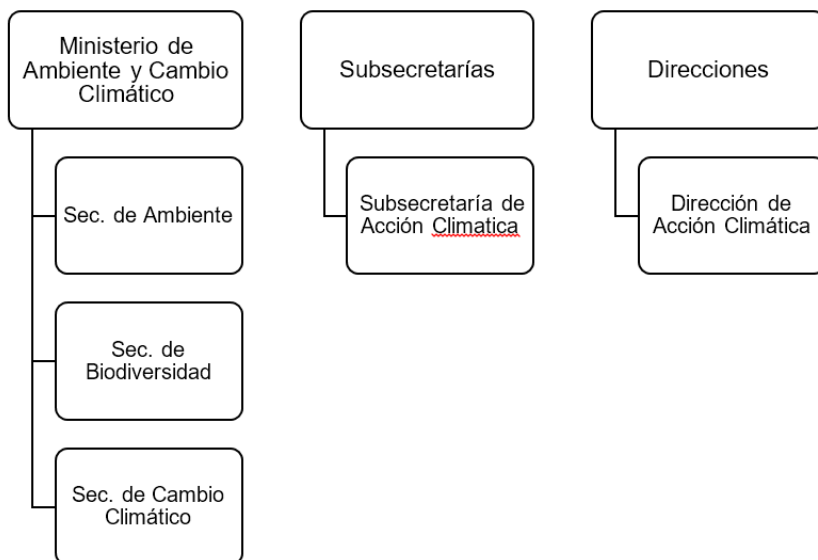 Ministerio de
Ambiente y Cambio
Climático
Sec. de Ambiente
Sec. de
Biodiversidad
Sec. de Cambio
Climático
Subsecretarías
Subsecretaría de
Acción Climatica
Direcciones
Dirección de
Acción Climática